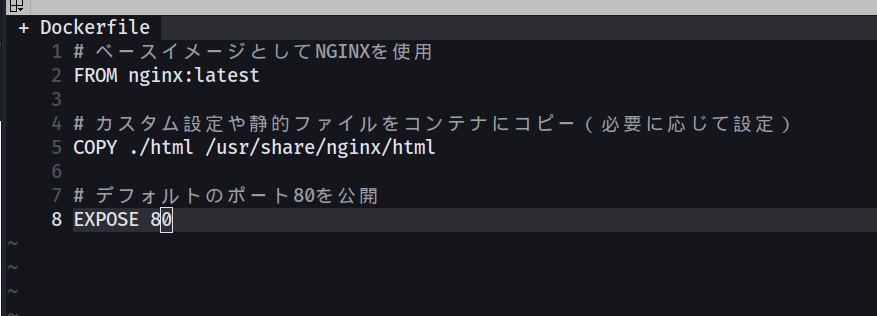 + Dockerfile
1 # ベースイメージとしてNGINXを使用
2 FROM nginx:latest
3
4 # カスタム設定や静的ファイルをコンテナにコピー（必要に応じて設定）
5 COPY ./html /usr/share/nginx/html
6
7 # デフォルトのポート80を公開
8 EXPOSE 80
~
~
~
~